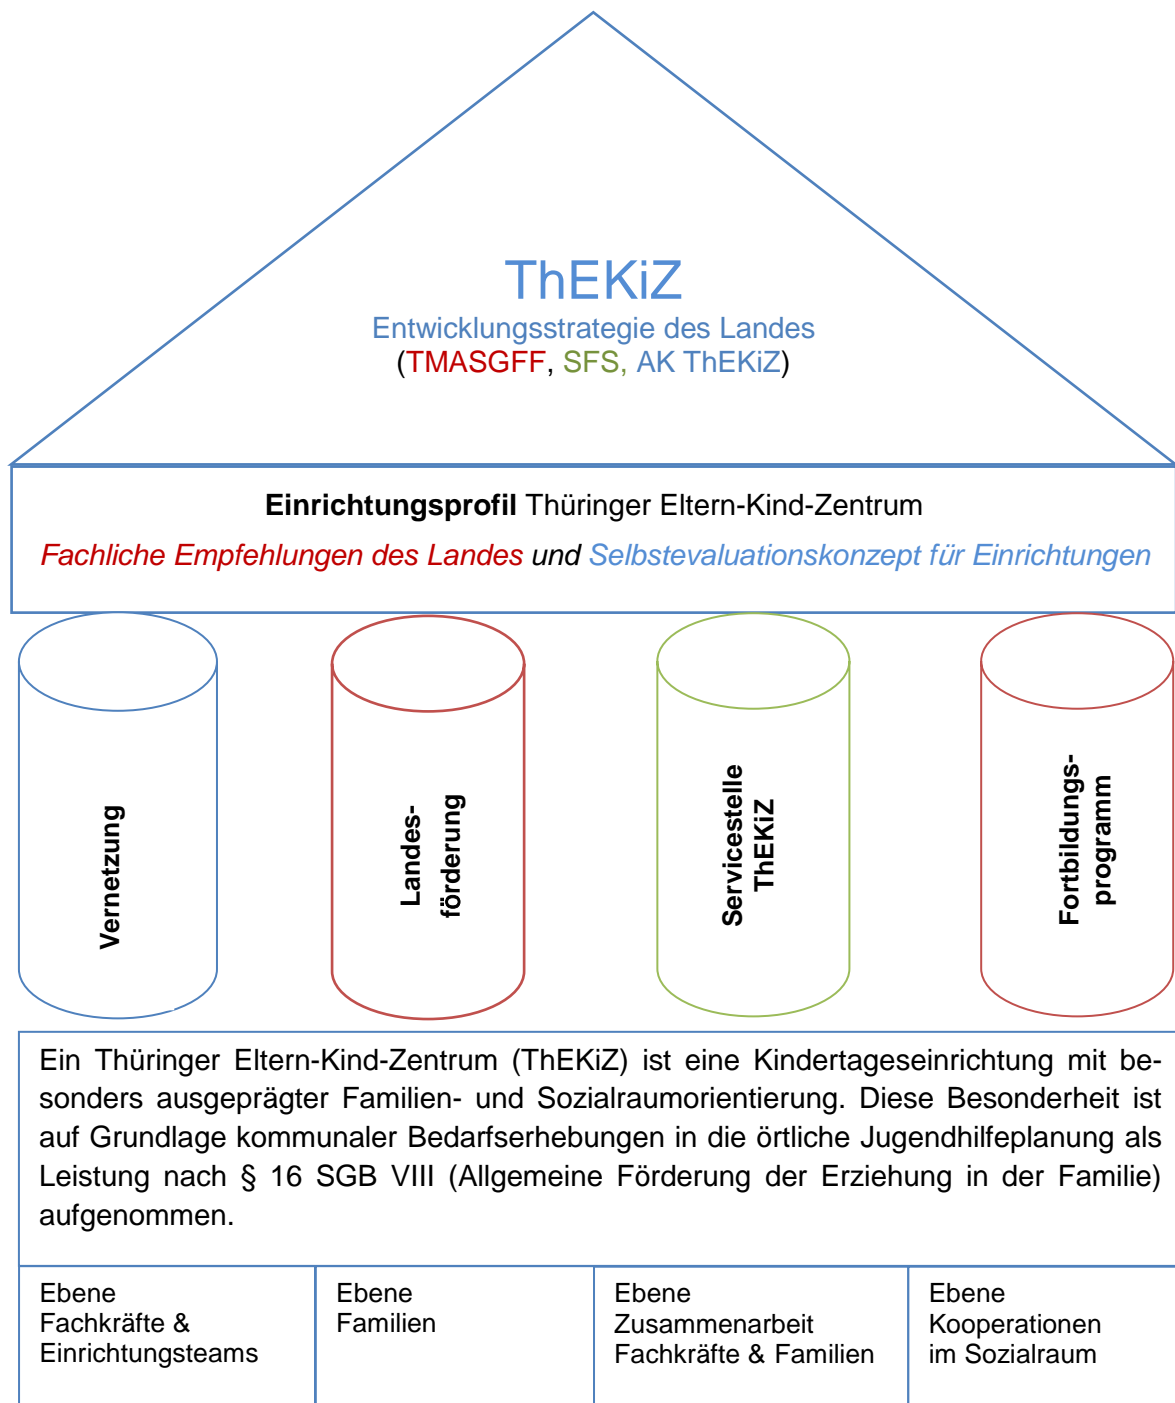 ThEKiZ
Entwicklungsstrategie des Landes
(TMASGFF, SFS, AK ThEKiZ)
Einrichtungsprofil Thüringer Eltern-Kind-Zentrum
Fachliche Empfehlungen des Landes und Selbstevaluationskonzept für Einrichtungen
Vernetzung
Landes-
förderung
Servicestelle
ThEKiZ
Fortbildungs-
programm
Ein Thüringer Eltern-Kind-Zentrum (ThEKiZ) ist eine Kindertageseinrichtung mit be-
sonders ausgeprägter Familien- und Sozialraumorientierung. Diese Besonderheit ist
auf Grundlage kommunaler Bedarfserhebungen in die örtliche Jugendhilfeplanung als
Leistung nach § 16 SGB VIII (Allgemeine Förderung der Erziehung in der Familie)
aufgenommen.
Ebene
Fachkräfte &
Einrichtungsteams
Ebene
Familien
Ebene
Zusammenarbeit
Fachkräfte & Familien
Ebene
Kooperationen
im Sozialraum